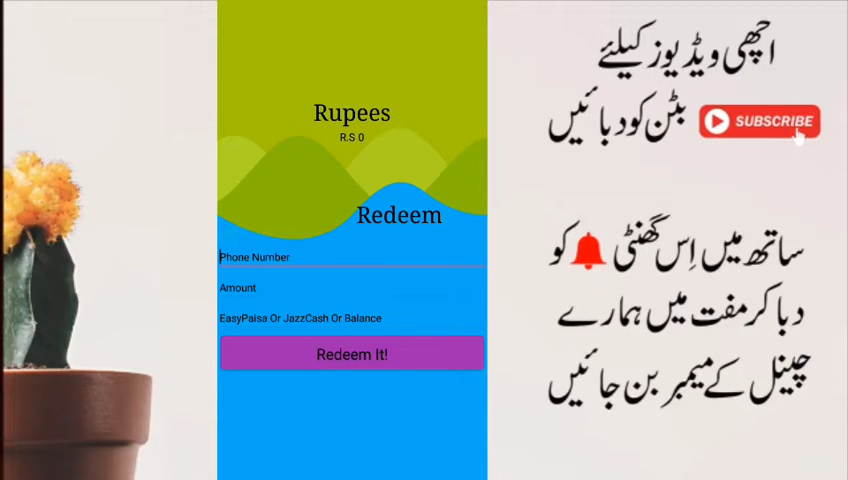 Rupees
R.S 0
Redeem
Phone Number
Amount
EasyPaisa Or JazzCash Or Balance
Redeem It!
اچھی ویڈیوز کیلئے
SUBSCRIBE بٹن کو دبائیں
ساتھ میں اِس گھنٹی کو
دبا کر مفت میں ہمارے
چینل کے میمبر بن جائیں